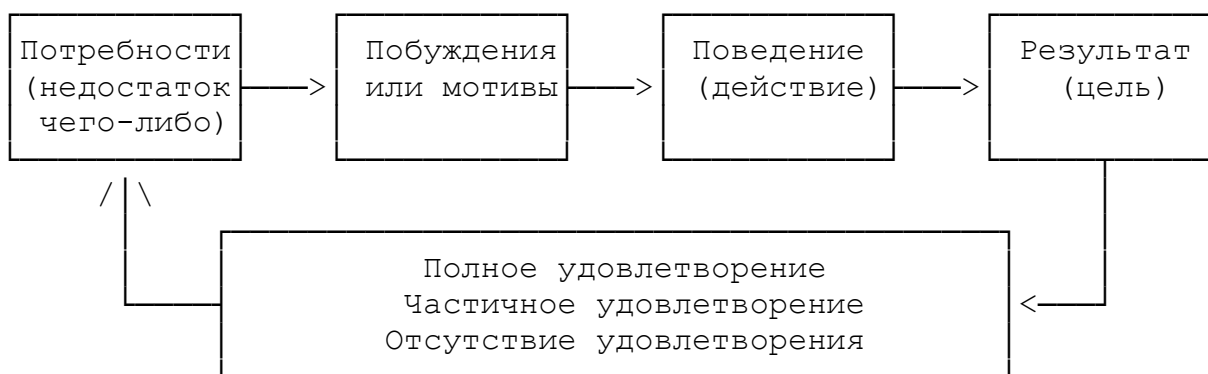 Потребности
(недостаток
чего-либо)
Побуждения
или мотивы
Поведение
(действие)
Результат
(цель)
Полное удовлетворение
Частичное удовлетворение
Отсутствие удовлетворения